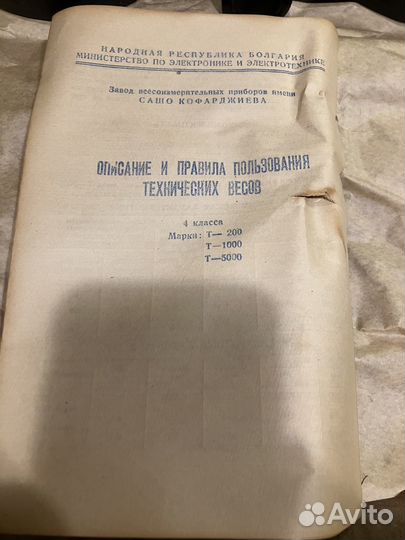 НАРОДНАЯ РЕСПУБЛИКА БОЛГАРИЯ
МИНИСТЕРСТВО ПО ЭЛЕКТРОНИКЕ И ЭЛЕКТРОТЕХНИКЕ
Завод весоизмерительных приборов имени
САШО КОФАРДЖИЕВА
ОПИСАНИЕ И ПРАВИЛА ПОЛЬЗОВАНИЯ
ТЕХНИЧЕСКИХ ВЕСОВ
4 класса
Марки: Т— 200
Т—1000
Т—5000
Avito